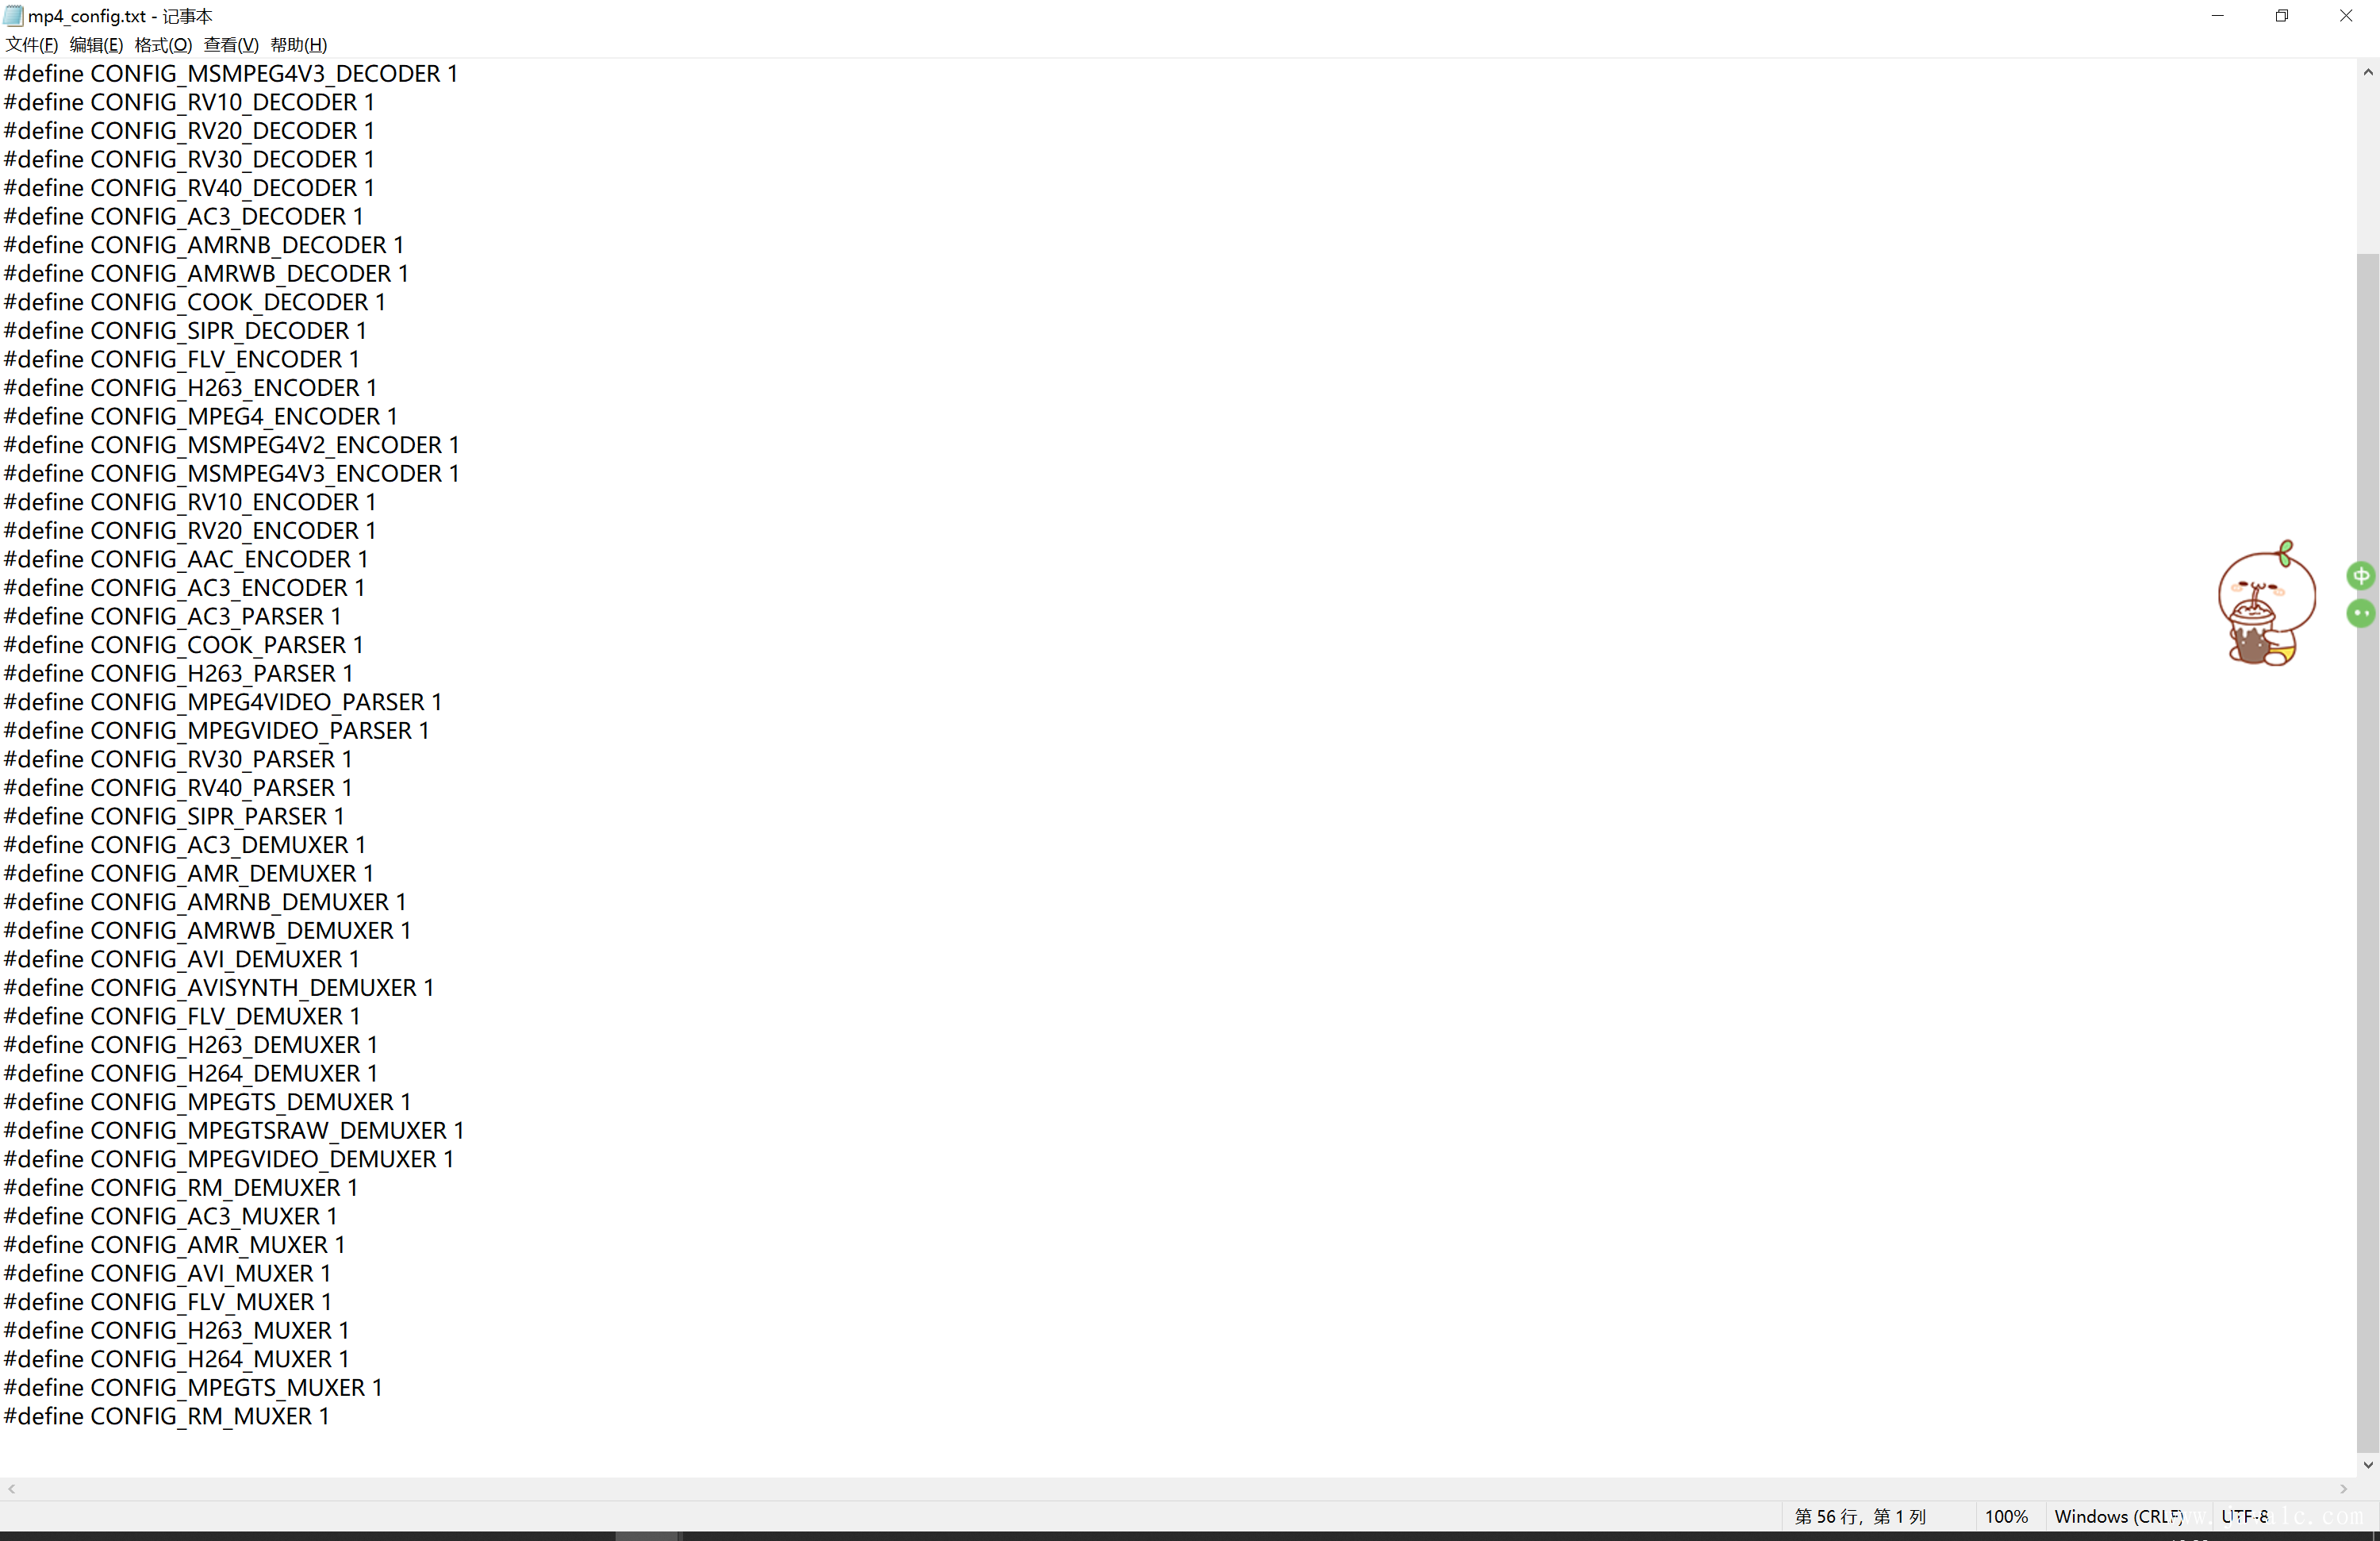 mp4_config.txt - 记事本
文件(F) 编辑(E) 格式(O) 查看(V) 帮助(H)
#define CONFIG_MSMPEG4V3_DECODER 1
#define CONFIG_RV10_DECODER 1
#define CONFIG_RV20_DECODER 1
#define CONFIG_RV30_DECODER 1
#define CONFIG_RV40_DECODER 1
#define CONFIG_AC3_DECODER 1
#define CONFIG_AMRNB_DECODER 1
#define CONFIG_AMRWB_DECODER 1
#define CONFIG_COOK_DECODER 1
#define CONFIG_SIPR_DECODER 1
#define CONFIG_FLV_ENCODER 1
#define CONFIG_H263_ENCODER 1
#define CONFIG_MPEG4_ENCODER 1
#define CONFIG_MSMPEG4V2_ENCODER 1
#define CONFIG_MSMPEG4V3_ENCODER 1
#define CONFIG_RV10_ENCODER 1
#define CONFIG_RV20_ENCODER 1
#define CONFIG_AAC_ENCODER 1
#define CONFIG_AC3_ENCODER 1
#define CONFIG_AC3_PARSER 1
#define CONFIG_COOK_PARSER 1
#define CONFIG_H263_PARSER 1
#define CONFIG_MPEG4VIDEO_PARSER 1
#define CONFIG_MPEGVIDEO_PARSER 1
#define CONFIG_RV30_PARSER 1
#define CONFIG_RV40_PARSER 1
#define CONFIG_SIPR_PARSER 1
#define CONFIG_AC3_DEMUXER 1
#define CONFIG_AMR_DEMUXER 1
#define CONFIG_AMRNB_DEMUXER 1
#define CONFIG_AMRWB_DEMUXER 1
#define CONFIG_AVI_DEMUXER 1
#define CONFIG_AVISYNTH_DEMUXER 1
#define CONFIG_FLV_DEMUXER 1
#define CONFIG_H263_DEMUXER 1
#define CONFIG_H264_DEMUXER 1
#define CONFIG_MPEGTS_DEMUXER 1
#define CONFIG_MPEGTSRAW_DEMUXER 1
#define CONFIG_MPEGVIDEO_DEMUXER 1
#define CONFIG_RM_DEMUXER 1
#define CONFIG_AC3_MUXER 1
#define CONFIG_AMR_MUXER 1
#define CONFIG_AVI_MUXER 1
#define CONFIG_FLV_MUXER 1
#define CONFIG_H263_MUXER 1
#define CONFIG_H264_MUXER 1
#define CONFIG_MPEGTS_MUXER 1
#define CONFIG_RM_MUXER 1
中
第 56 行，第 1 列 100% Windows (CRLF) UTF-8